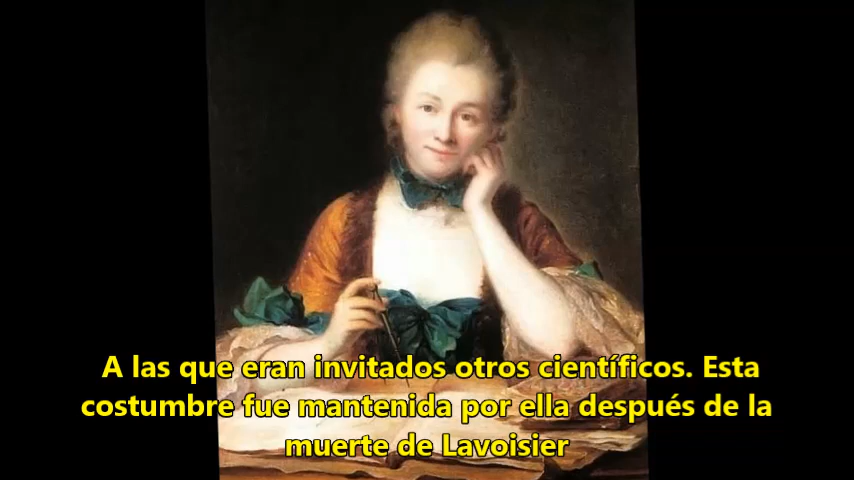 A las que eran invitados otros científicos. Esta
costumbre fue mantenida por ella después de la
muerte de Lavoisier